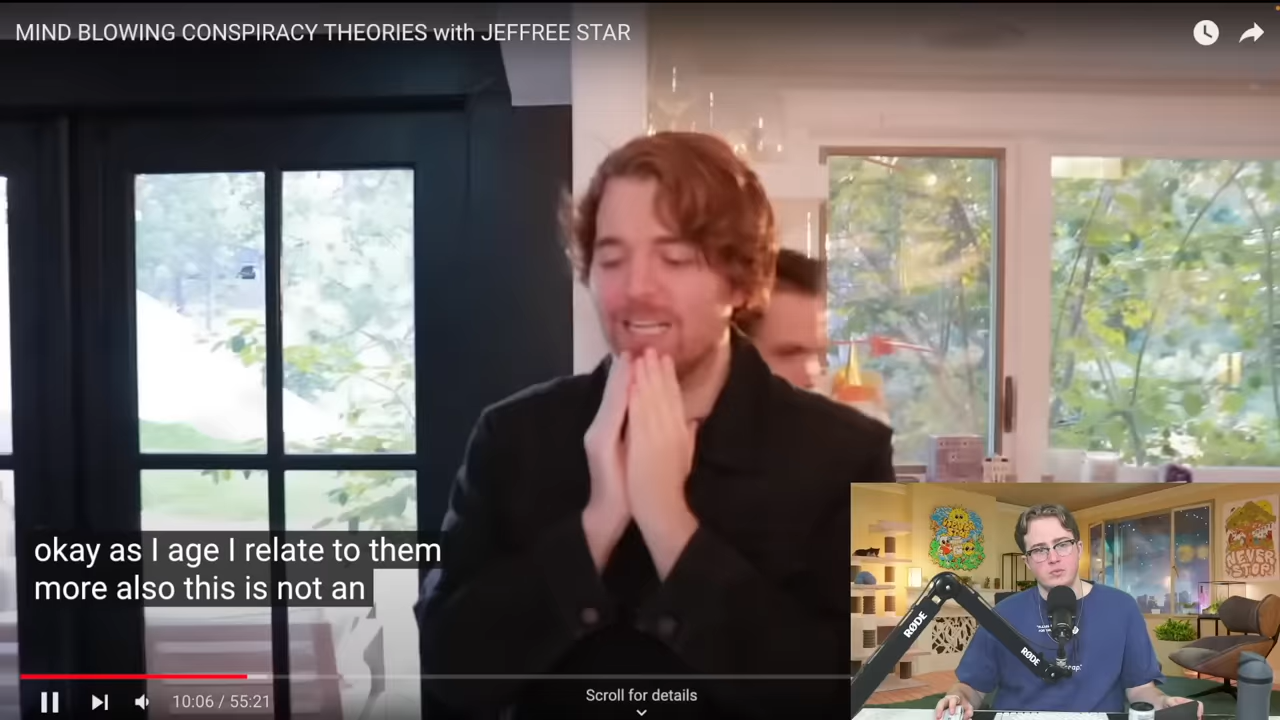 MIND BLOWING CONSPIRACY THEORIES with JEFFREE STAR
okay as I age I relate to them
more also this is not an
10:06 / 55:21
Scroll for details
NEVER STOP!
RØDE
RØDE